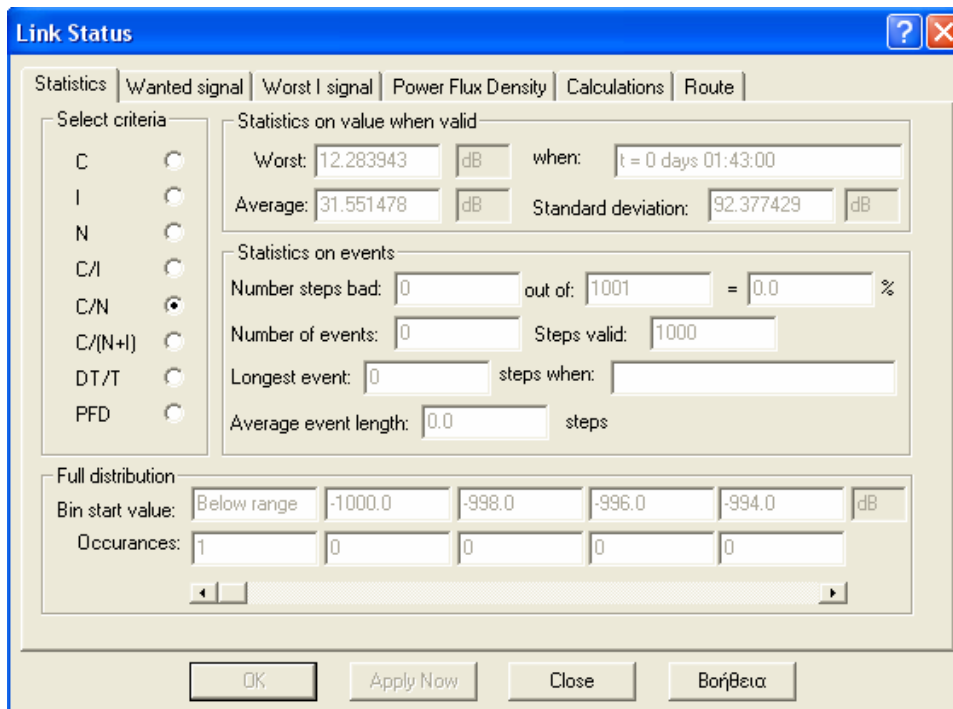 Link Status
Statistics Wanted signal Worst I signal Power Flux Density Calculations Route
Select criteria
C
I
N
C/I
C/N
C/(N+I)
DT/T
PFD
Statistics on value when valid
Worst: 12.283943 dB when: t = 0 days 01:43:00
Average: 31.551478 dB Standard deviation: 92.377429 dB
Statistics on events
Number steps bad: 0 out of: 1001 = 0.0 %
Number of events: 0 Steps valid: 1000
Longest event: 0 steps when:
Average event length: 0.0 steps
Full distribution
Bin start value: Below range -1000.0 -998.0 -996.0 -994.0 dB
Occurances: 1 0 0 0 0
OK Apply Now Close Βοήθεια